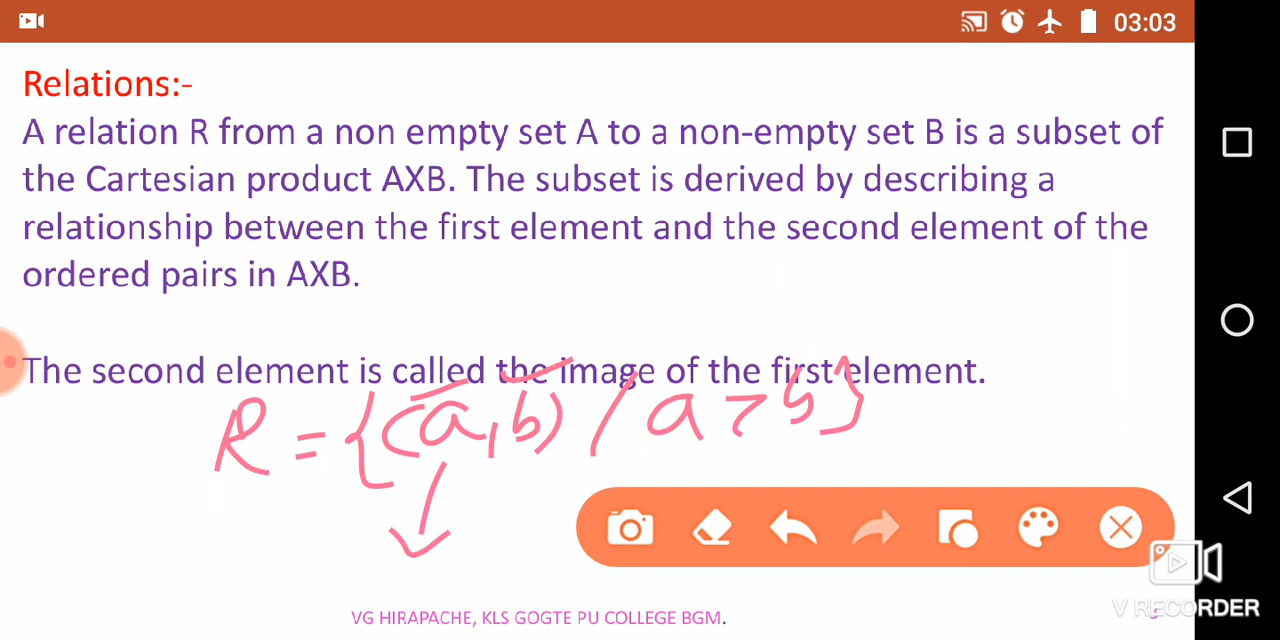 03:03
Relations:-
A relation R from a non empty set A to a non-empty set B is a subset of
the Cartesian product AXB. The subset is derived by describing a
relationship between the first element and the second element of the
ordered pairs in AXB.
The second element is called the image of the first element.
R = {(a, b) / a > b}
V RECORDER
VG HIRAPACHE, KLS GOGTE PU COLLEGE BGM.